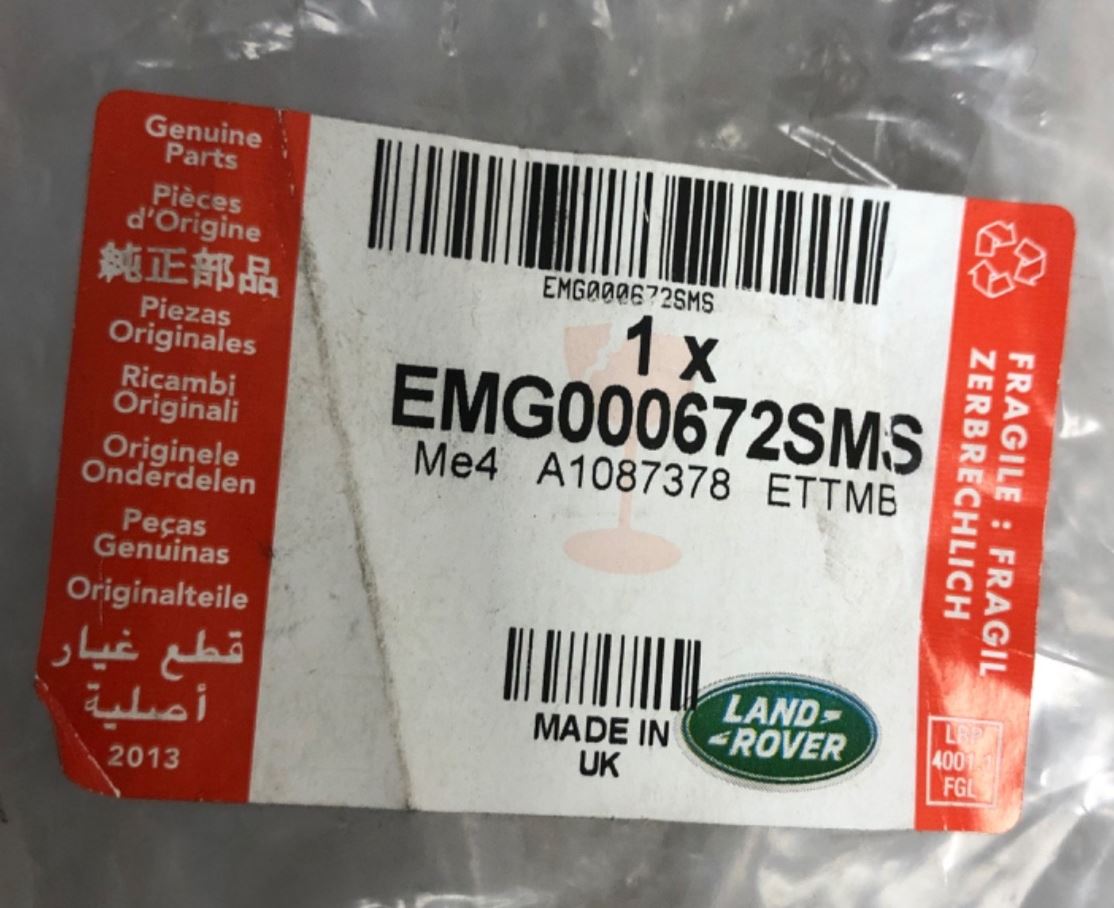 Genuine
Parts
Pièces
d'Origine
純正部品
Piezas
Originales
Ricambi
Originali
Originele
Onderdelen
Peças
Genuinas
Originalteile
قطع غيار
أصلية
2013
EMG000672SMS
1 x
EMG000672SMS
Me4 A1087378 ETTMB
MADE IN
UK
LAND-
-ROVER
FRAGILE : FRAGIL
ZERBRECHLICH
4001
FGL